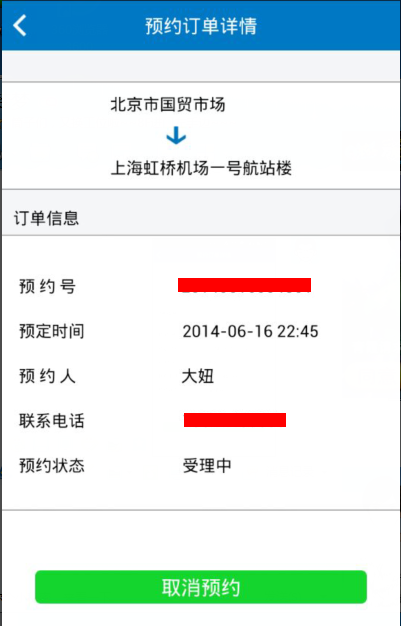 预约订单详情
北京市国贸市场
上海虹桥机场一号航站楼
订单信息
预 约 号
预定时间 2014-06-16 22:45
预 约 人 大妞
联系电话
预约状态 受理中
取消预约